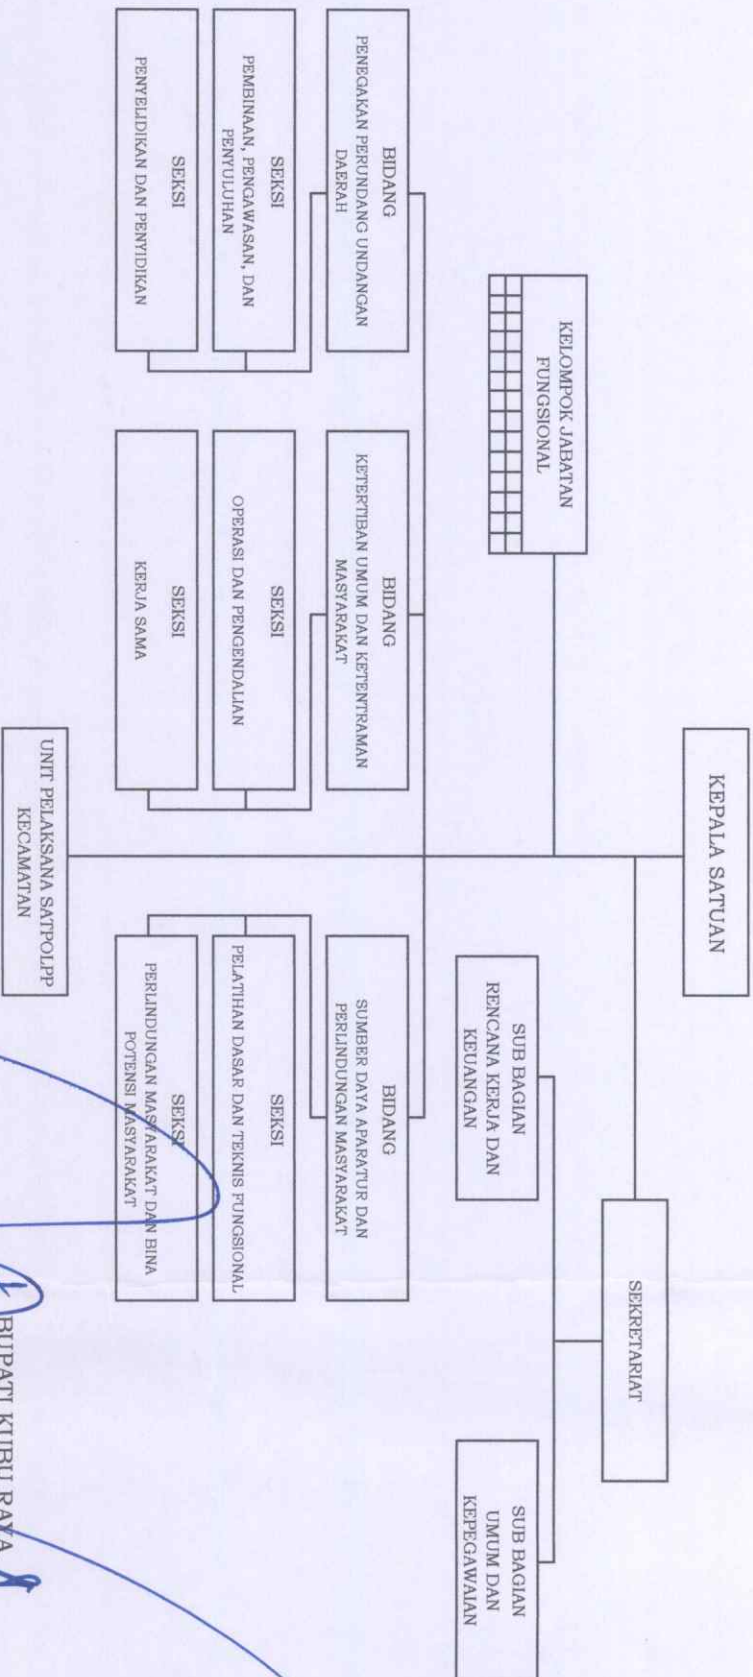 KEPALA SATUAN
KELOMPOK JABATAN
FUNGSIONAL
SEKRETARIAT
SUB BAGIAN
RENCANA KERJA DAN
KEUANGAN
SUB BAGIAN
UMUM DAN
KEPEGAWAIAN
BIDANG
PENEGAKAN PERUNDANG UNDANGAN
DAERAH
SEKSI
PEMBINAAN, PENGAWASAN, DAN
PENYULUHAN
SEKSI
PENYELIDIKAN DAN PENYIDIKAN
BIDANG
KETERTIBAN UMUM DAN KETENTRAMAN
MASYARAKAT
SEKSI
OPERASI DAN PENGENDALIAN
SEKSI
KERJA SAMA
BIDANG
SUMBER DAYA APARATUR DAN
PERLINDUNGAN MASYARAKAT
SEKSI
PELATIHAN DASAR DAN TEKNIS FUNGSIONAL
SEKSI
PERLINDUNGAN MASYARAKAT DAN BINA
POTENSI MASYARAKAT
UNIT PELAKSANA SATPOLPP
KECAMATAN
BUPATI KUBU RAYA